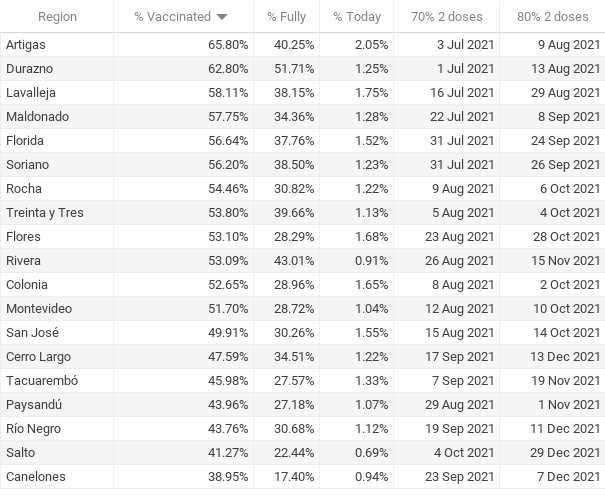 Region % Vaccinated % Fully % Today 70% 2 doses 80% 2 doses
Artigas 65.80% 40.25% 2.05% 3 Jul 2021 9 Aug 2021
Durazno 62.80% 51.71% 1.25% 1 Jul 2021 13 Aug 2021
Lavalleja 58.11% 38.15% 1.75% 16 Jul 2021 29 Aug 2021
Maldonado 57.75% 34.36% 1.28% 22 Jul 2021 8 Sep 2021
Florida 56.64% 37.76% 1.52% 31 Jul 2021 24 Sep 2021
Soriano 56.20% 38.50% 1.23% 31 Jul 2021 26 Sep 2021
Rocha 54.46% 30.82% 1.22% 9 Aug 2021 6 Oct 2021
Treinta y Tres 53.80% 39.66% 1.13% 5 Aug 2021 4 Oct 2021
Flores 53.10% 28.29% 1.68% 23 Aug 2021 28 Oct 2021
Rivera 53.09% 43.01% 0.91% 26 Aug 2021 15 Nov 2021
Colonia 52.65% 28.96% 1.65% 8 Aug 2021 2 Oct 2021
Montevideo 51.70% 28.72% 1.04% 12 Aug 2021 10 Oct 2021
San José 49.91% 30.26% 1.55% 15 Aug 2021 14 Oct 2021
Cerro Largo 47.59% 34.51% 1.22% 17 Sep 2021 13 Dec 2021
Tacuarembó 45.98% 27.57% 1.33% 7 Sep 2021 19 Nov 2021
Paysandú 43.96% 27.18% 1.07% 29 Aug 2021 1 Nov 2021
Río Negro 43.76% 30.68% 1.12% 19 Sep 2021 11 Dec 2021
Salto 41.27% 22.44% 0.69% 4 Oct 2021 29 Dec 2021
Canelones 38.95% 17.40% 0.94% 23 Sep 2021 7 Dec 2021